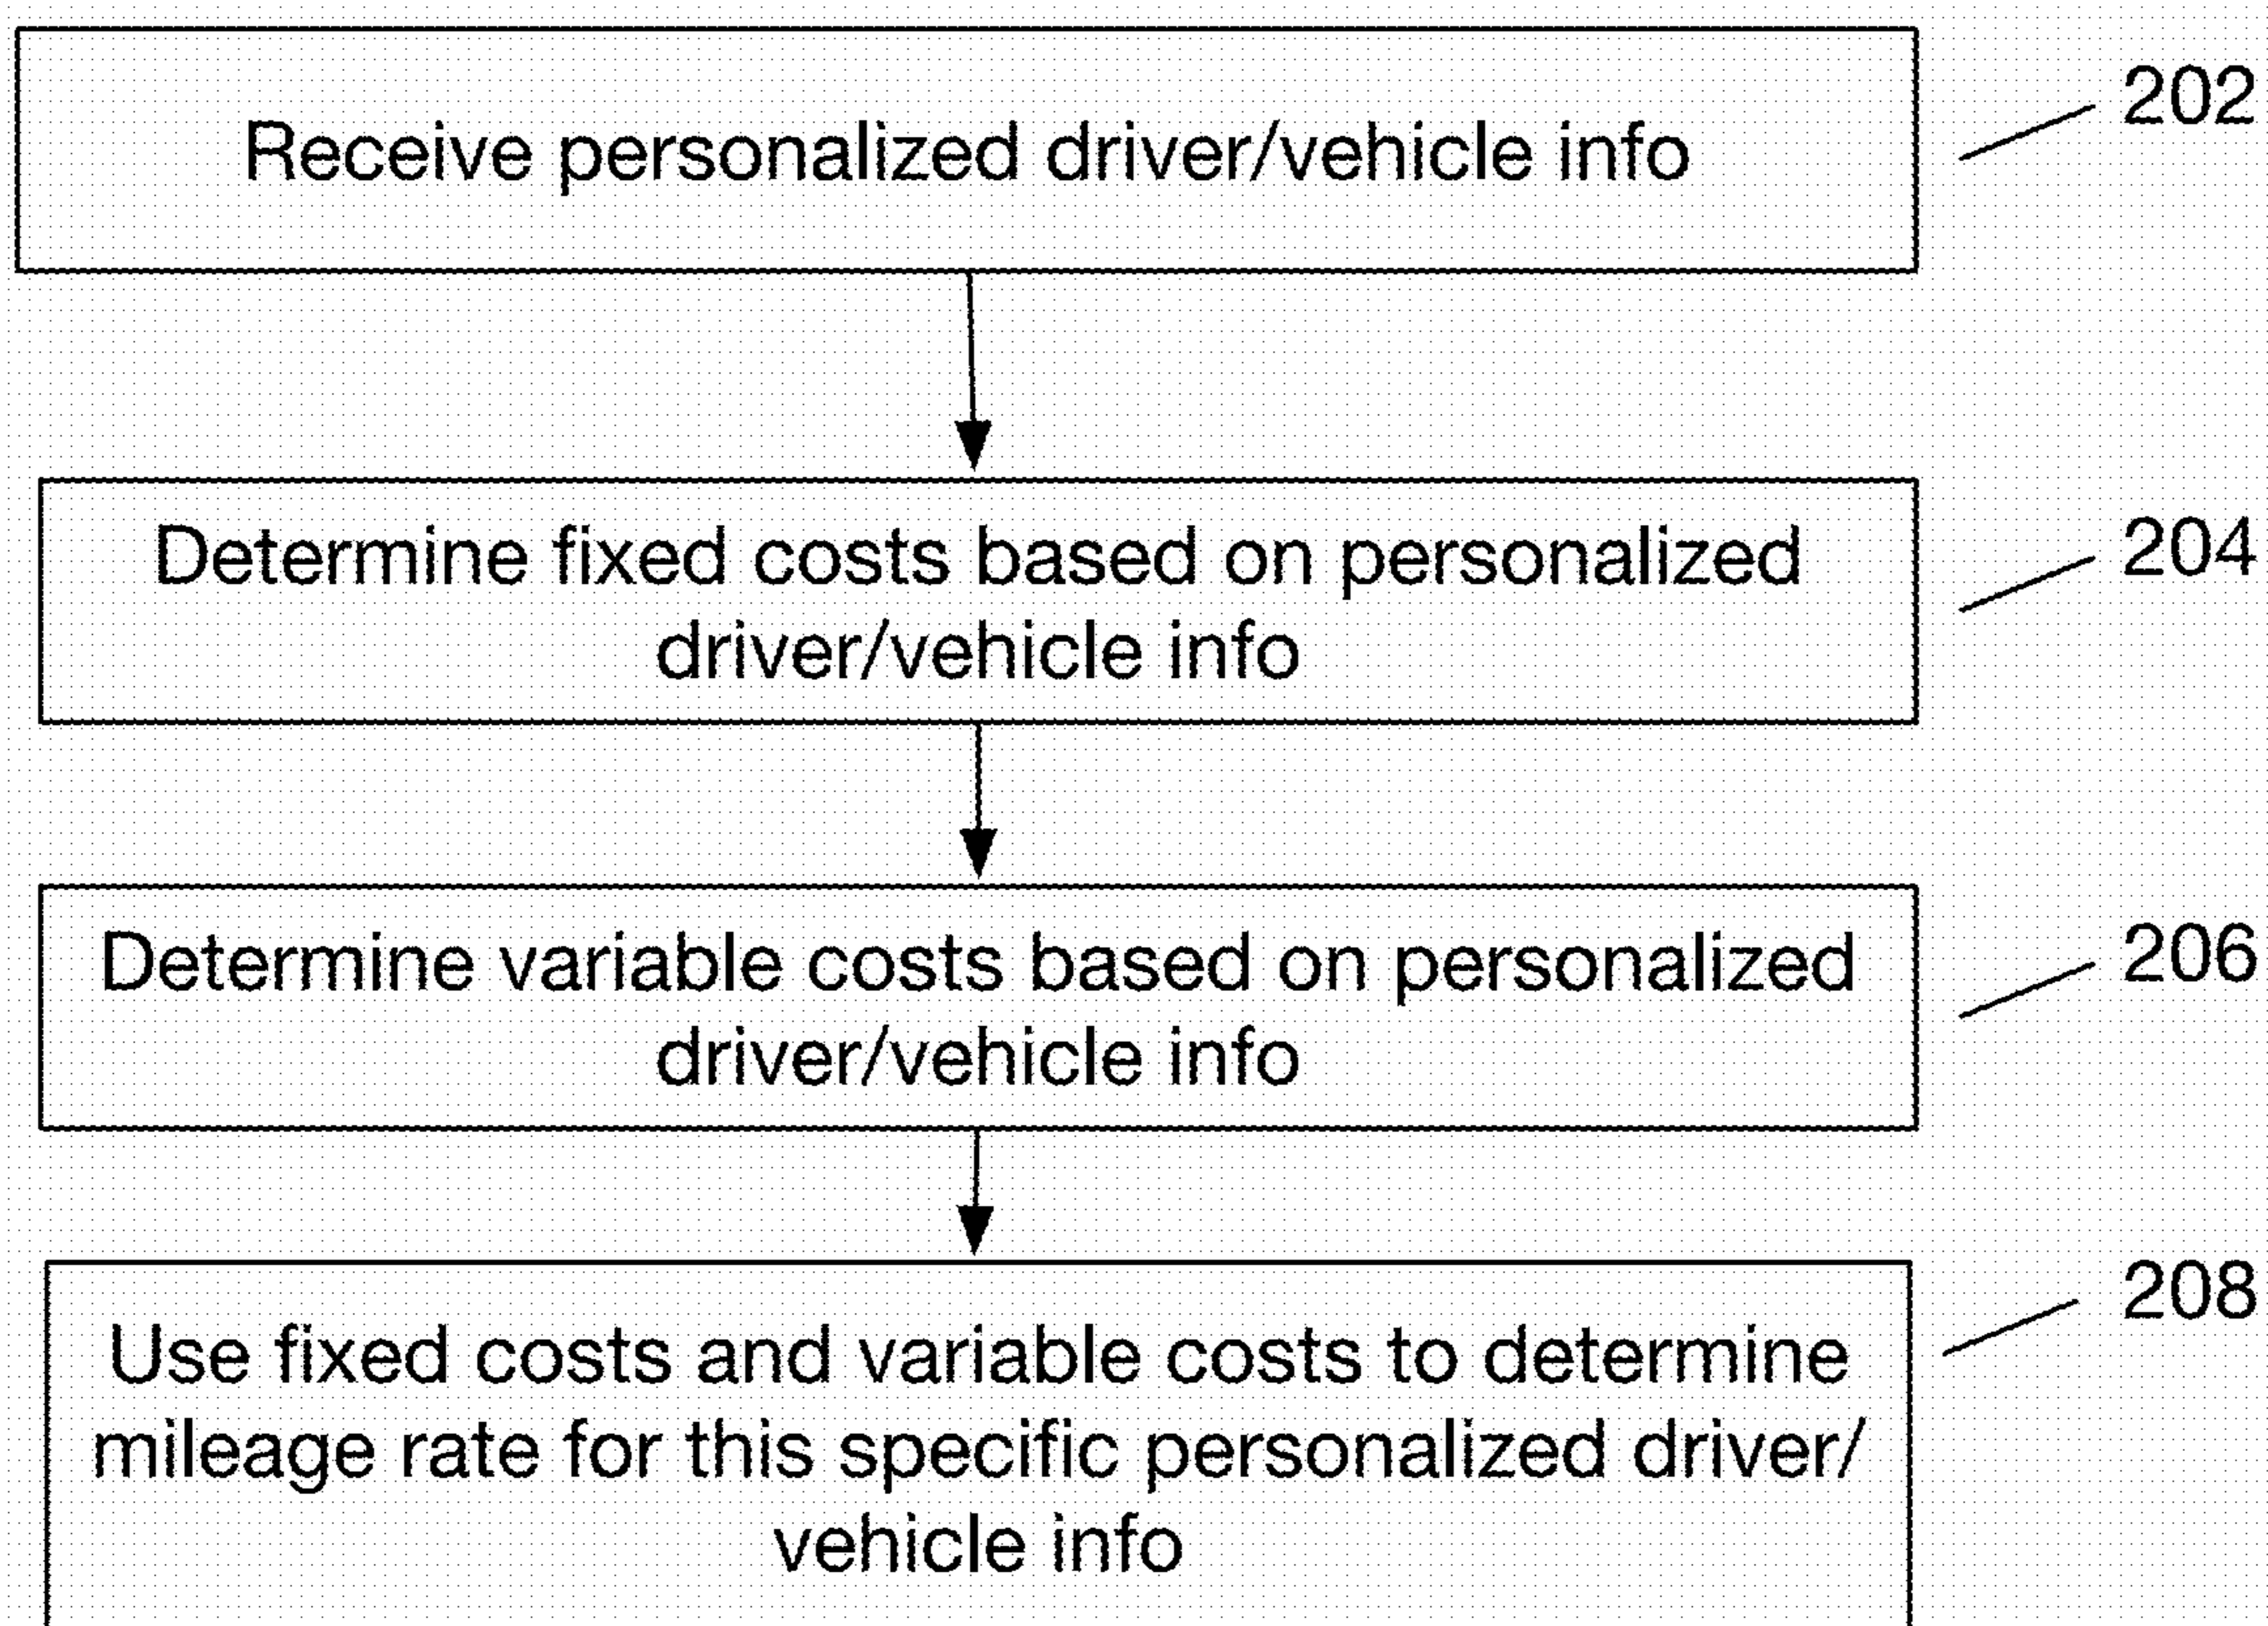 Receive personalized driver/vehicle info
202
Determine fixed costs based on personalized
driver/vehicle info
204
Determine variable costs based on personalized
driver/vehicle info
206
Use fixed costs and variable costs to determine
mileage rate for this specific personalized driver/
vehicle info
208